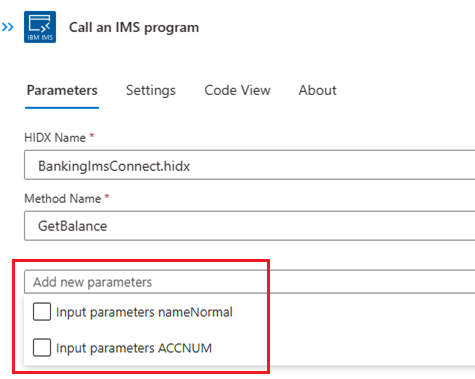 Call an IMS program
IBM IMS
Parameters Settings Code View About
HIDX Name *
BankingImsConnect.hidx
Method Name *
GetBalance
Add new parameters
Input parameters nameNormal
Input parameters ACCNUM